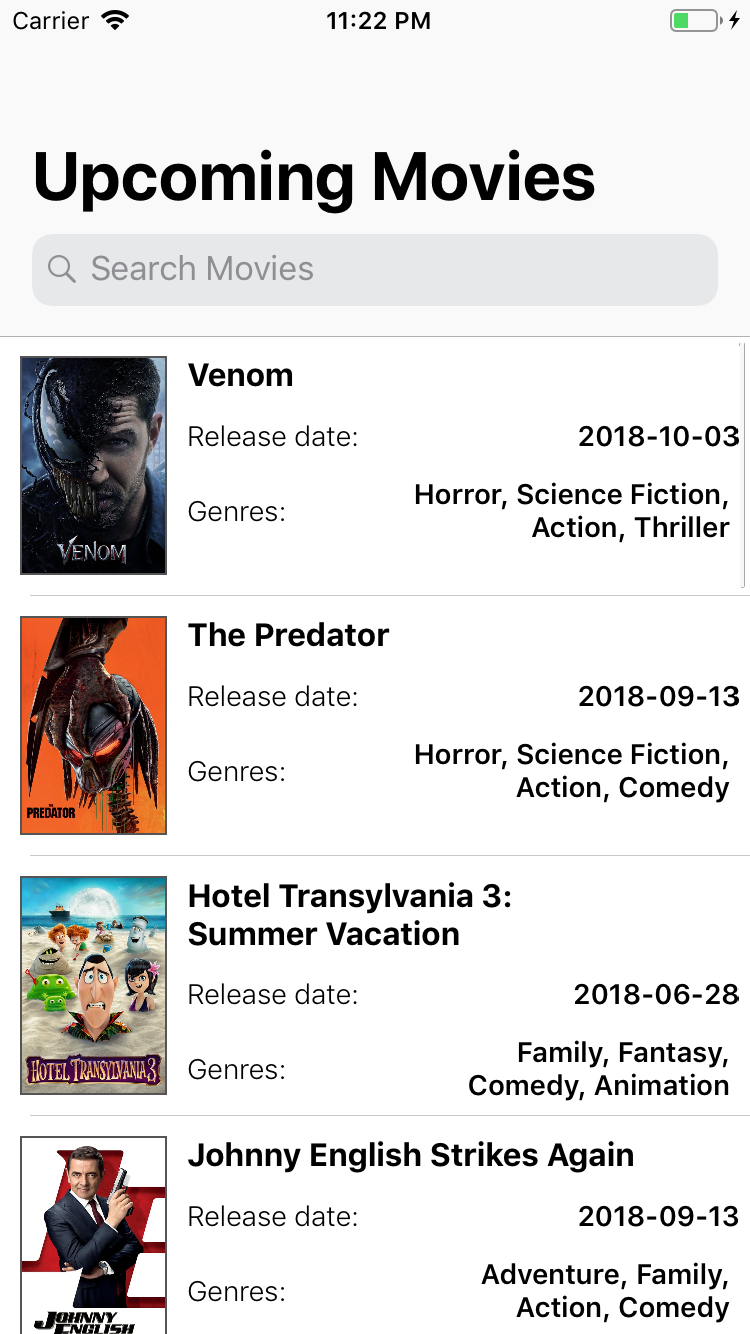 Carrier 11:22 PM
Upcoming Movies
Search Movies
VENOM
Venom
Release date: 2018-10-03
Genres: Horror, Science Fiction,
Action, Thriller
THE
PREDATOR
The Predator
Release date: 2018-09-13
Genres: Horror, Science Fiction,
Action, Comedy
HOTEL TRANSYLVANIA 3
Hotel Transylvania 3:
Summer Vacation
Release date: 2018-06-28
Genres: Family, Fantasy,
Comedy, Animation
JOHNNY
ENGLISH
Johnny English Strikes Again
Release date: 2018-09-13
Genres: Adventure, Family,
Action, Comedy